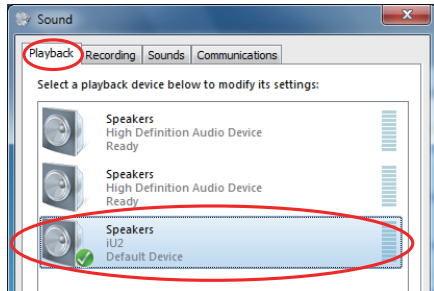 Sound
Playback Recording Sounds Communications
Select a playback device below to modify its settings:
Speakers
High Definition Audio Device
Ready
Speakers
High Definition Audio Device
Ready
Speakers
iU2
Default Device